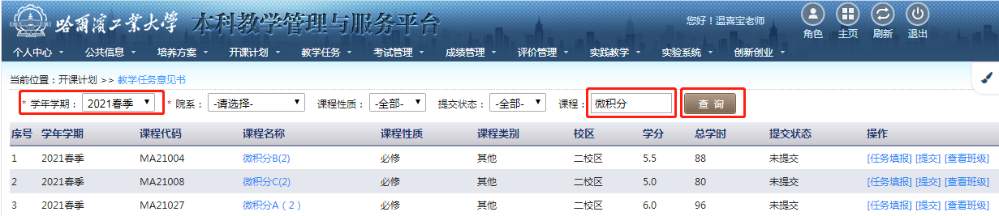 哈尔滨工业大学 本科教学管理与服务平台 您好！温喜宝老师 角色 主页 刷新 退出
个人中心 公共信息 培养方案 开课计划 教学任务 考试管理 成绩管理 评价管理 实践教学 实验系统 创新创业
当前位置：开课计划 >> 教学任务意见书
* 学年学期： 2021春季 * 院系： -请选择- 课程性质： -全部- 提交状态： -全部- 课程： 微积分 查 询
序号 学年学期 课程代码 课程名称 课程性质 课程类别 校区 学分 总学时 提交状态 操作
1 2021春季 MA21004 微积分B(2) 必修 其他 二校区 5.5 88 未提交 [任务填报] [提交] [查看班级]
2 2021春季 MA21008 微积分C(2) 必修 其他 二校区 5.0 80 未提交 [任务填报] [提交] [查看班级]
3 2021春季 MA21027 微积分A（2） 必修 其他 二校区 6.0 96 未提交 [任务填报] [提交] [查看班级]